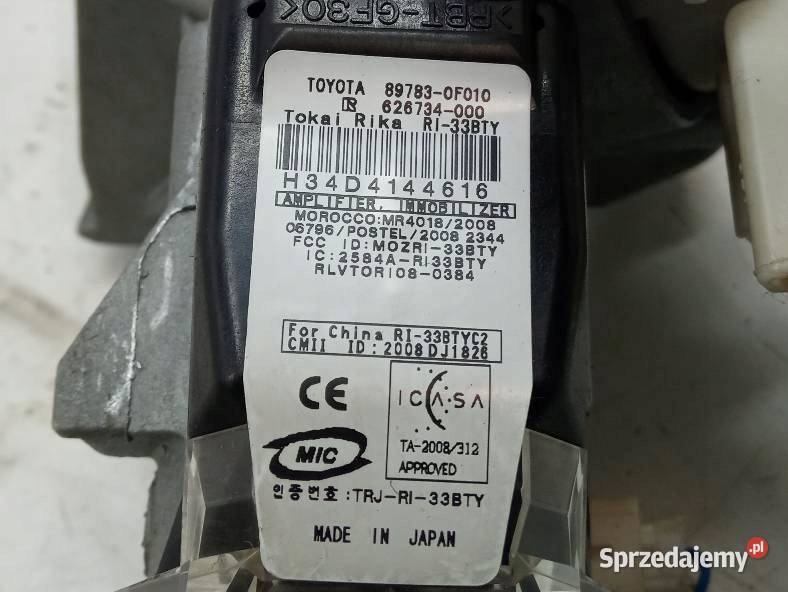 >PBT-GF30<
TOYOTA 89783-0F010
R 626734-000
Tokai Rika RI-33BTY
H34D4144616
AMPLIFIER, IMMOBILIZER
MOROCCO:MR4018/2008
06796/POSTEL/2008 2344
FCC ID:MOZRI-33BTY
IC:2584A-RI33BTY
RLVTORI08-0384
For China RI-33BTYC2
CMII ID:2008DJ1826
CE
ICASA
MIC
TA-2008/312
APPROVED
인증번호:TRJ-RI-33BTY
MADE IN JAPAN
Sprzedajemy.pl